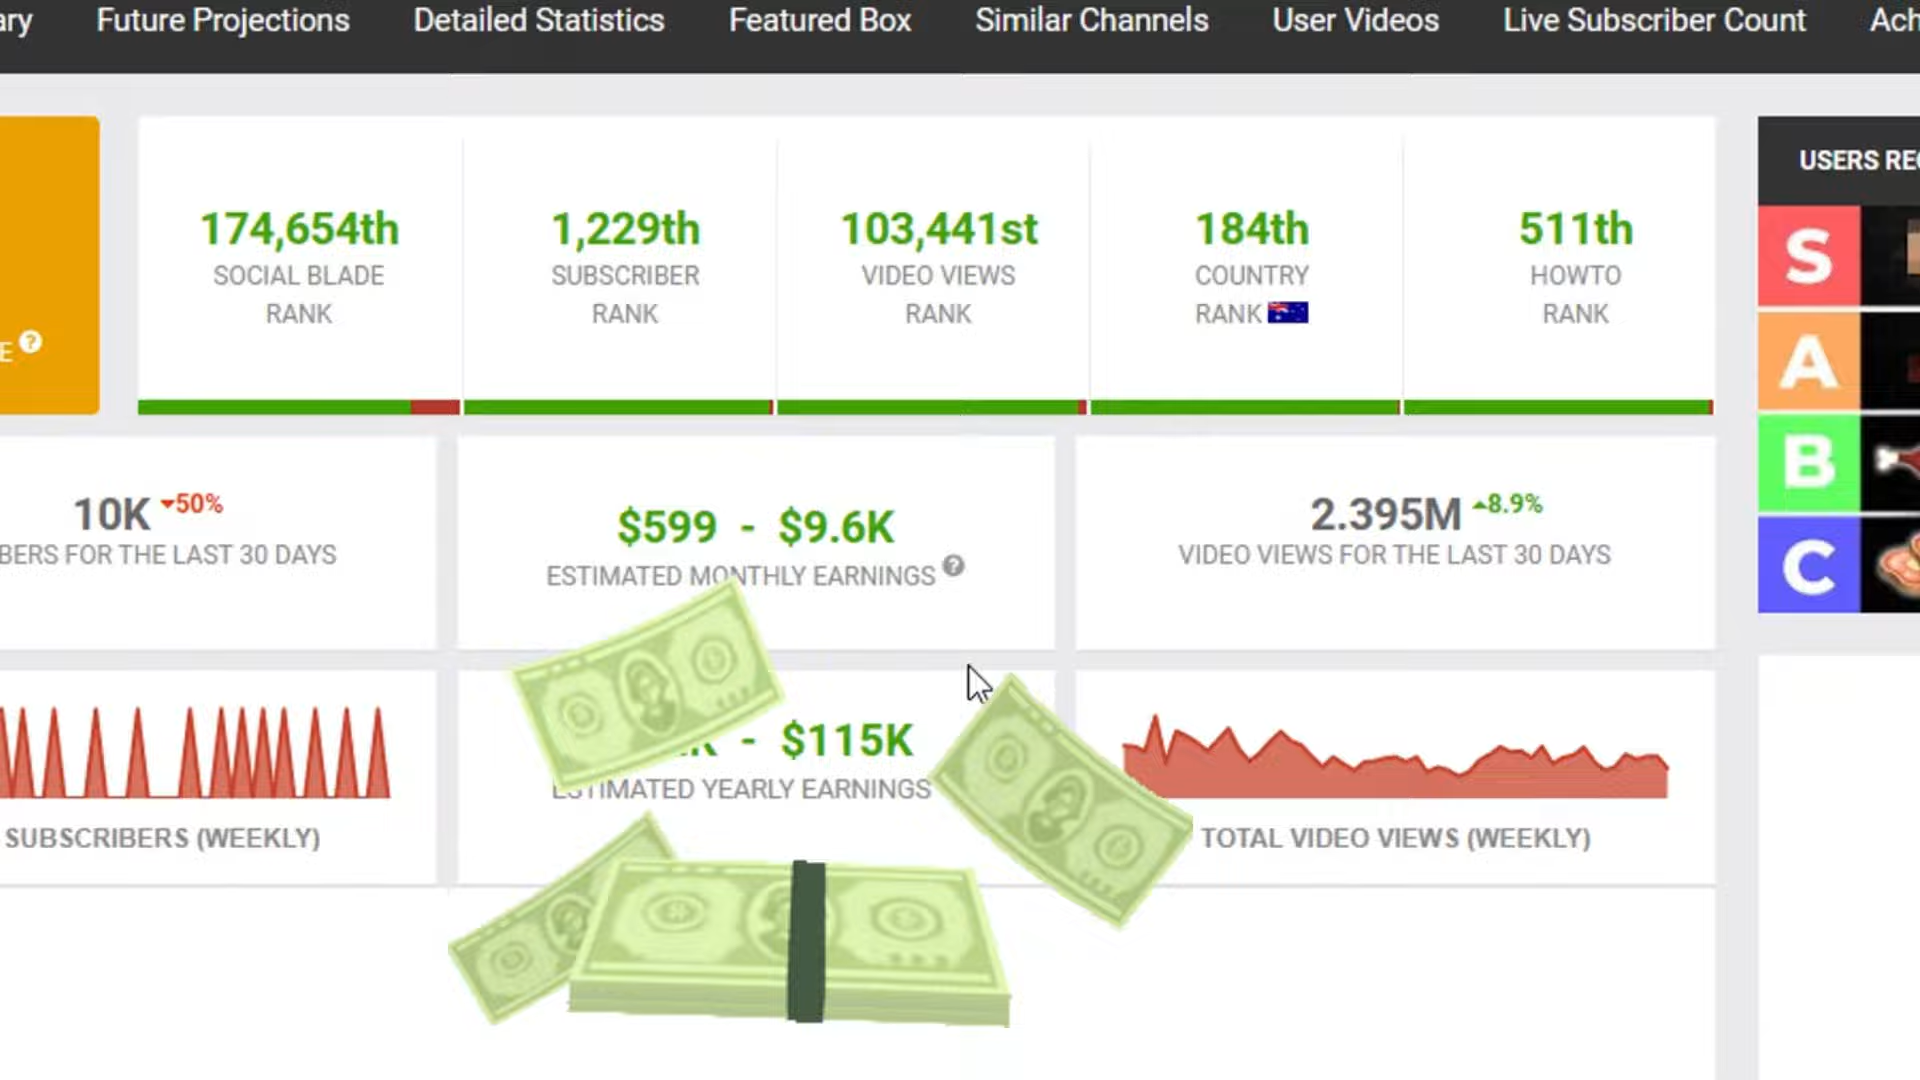 ary Future Projections Detailed Statistics Featured Box Similar Channels User Videos Live Subscriber Count Ach
174,654th
SOCIAL BLADE
RANK
1,229th
SUBSCRIBER
RANK
103,441st
VIDEO VIEWS
RANK
184th
COUNTRY
RANK
511th
HOWTO
RANK
E ?
USERS REC
S
A
B
C
10K 50%
BERS FOR THE LAST 30 DAYS
$599 - $9.6K
ESTIMATED MONTHLY EARNINGS ?
2.395M 8.9%
VIDEO VIEWS FOR THE LAST 30 DAYS
SUBSCRIBERS (WEEKLY)
K - $115K
ESTIMATED YEARLY EARNINGS
TOTAL VIDEO VIEWS (WEEKLY)